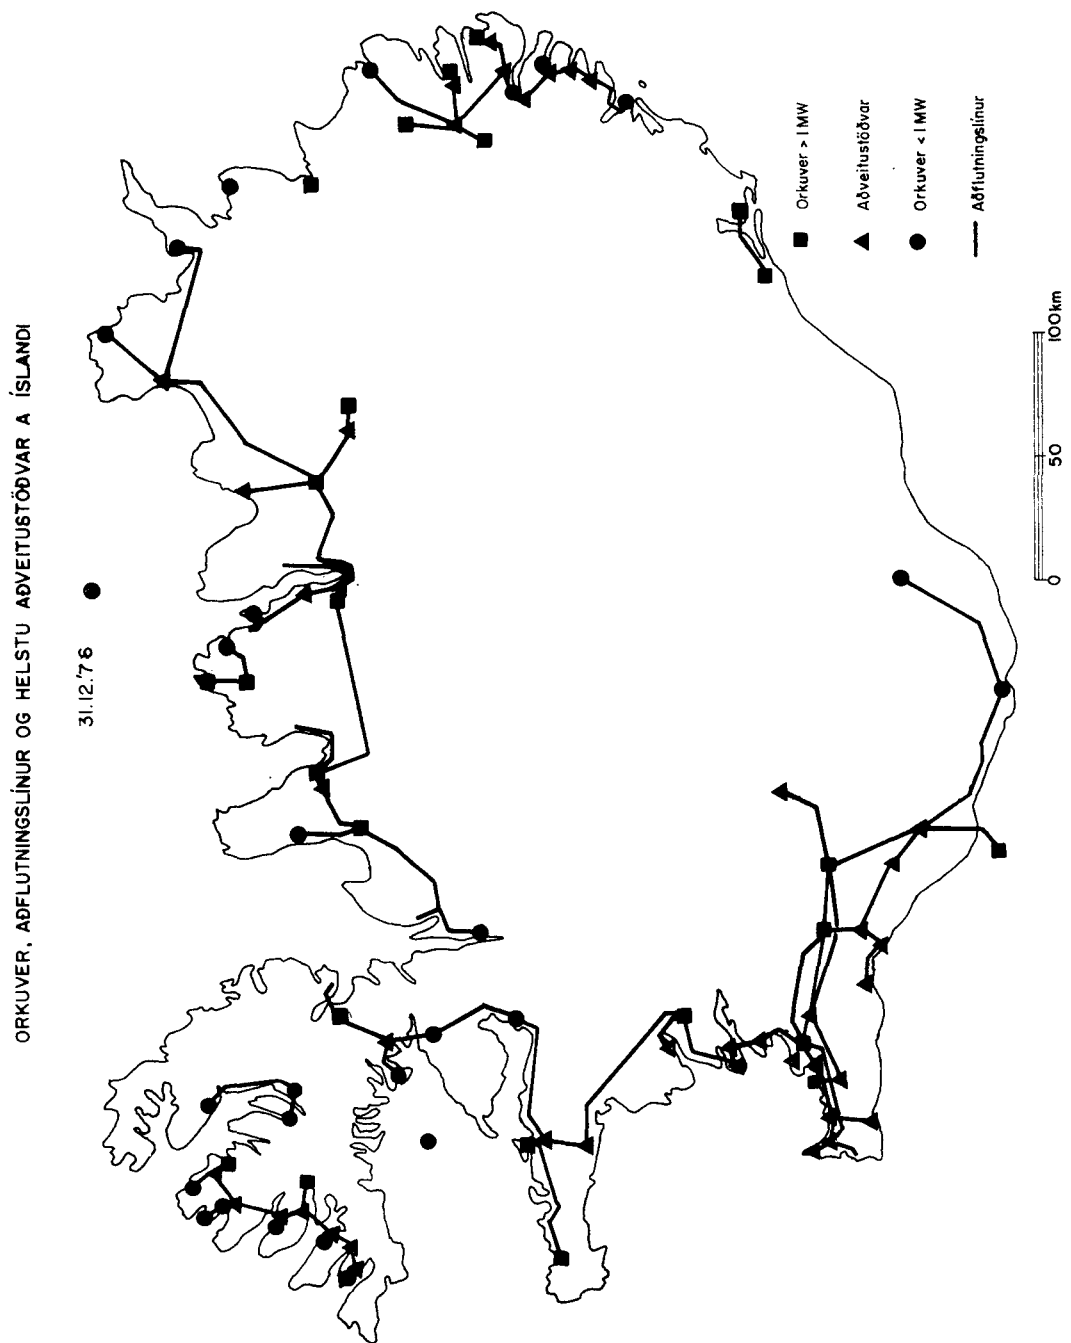 ORKUVER, AÐFLUTNINGSLÍNUR OG HELSTU AÐVEITUSTÖÐVAR A ÍSLANDI
31.12.'76
Orkuver > 1 MW
Aðveitustöðvar
Orkuver < 1 MW
Aðflutningslínur
0 50 100km